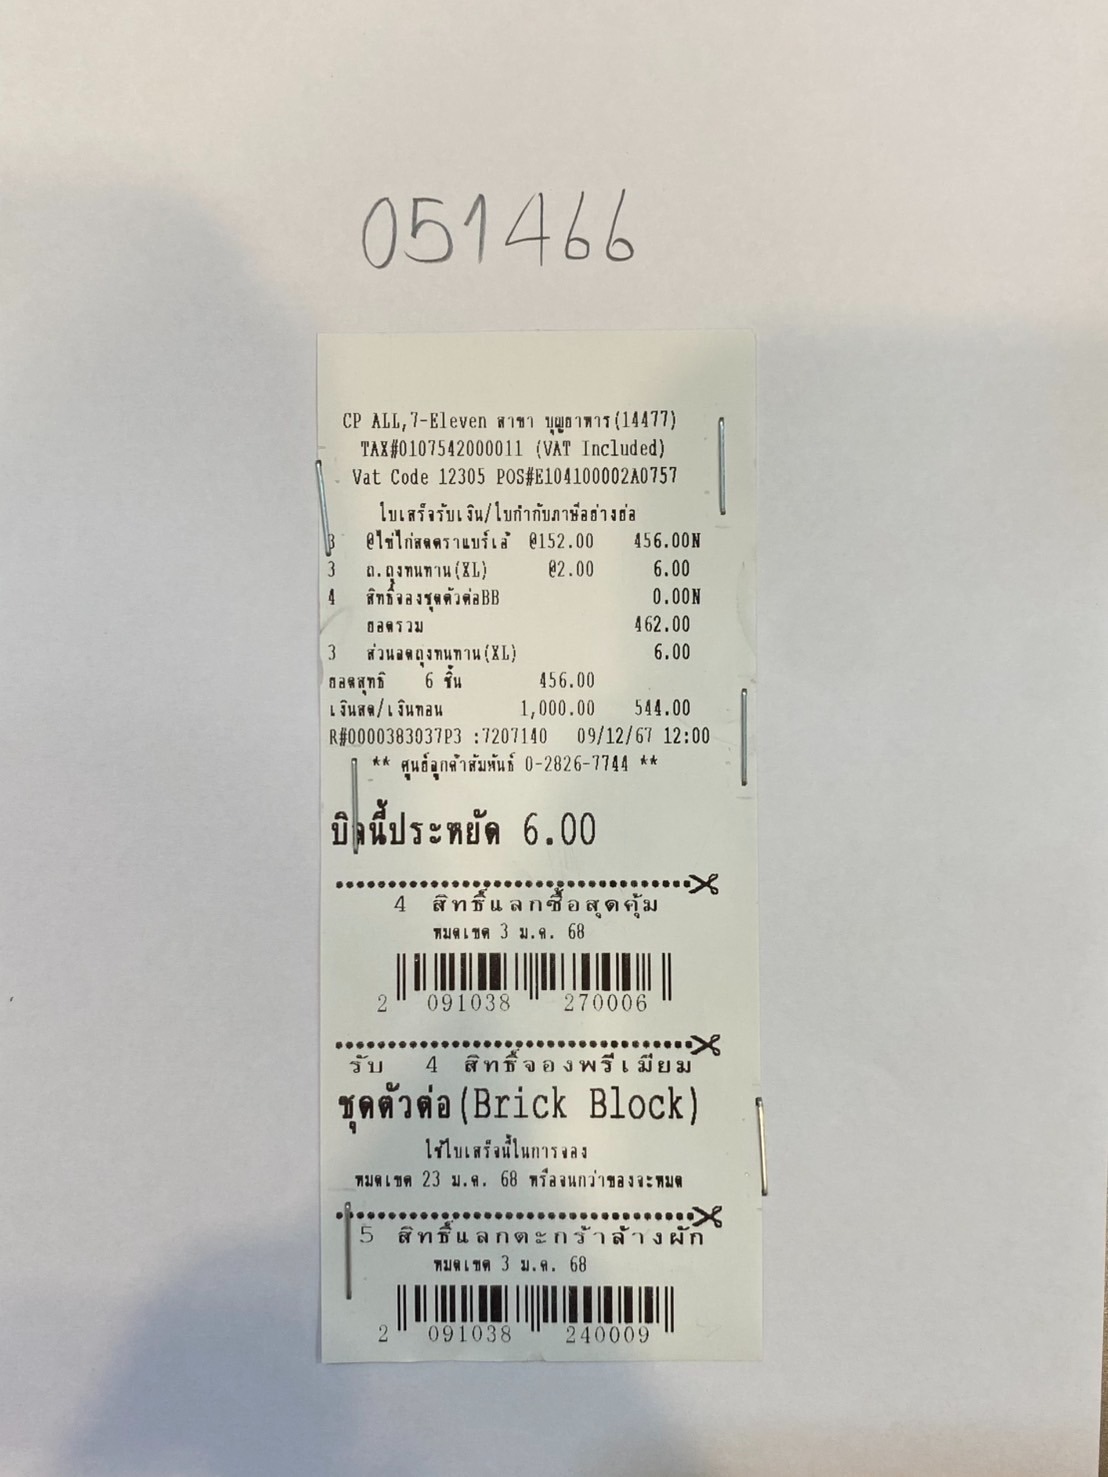 051466
CP ALL,7-Eleven สาขา บุญถาทาร(14477)
TAX#0107542000011 (VAT Included)
Vat Code 12305 POS#E104100002A0757
ใบเสร็จรับเงิน/ใบกำกับภาษีอย่างย่อ
3 @ไข่ไก่สดตราแบร์เล้ @152.00 456.00N
3 ถ.ถุงทนทาน(XL) @2.00 6.00
4 สิทธิ์จองชุดตัวต่อBB 0.00N
ยอดรวม 462.00
3 ส่วนลดถุงทนทาน(XL) 6.00
ยอดสุทธิ 6 ชิ้น 456.00
เงินสด/เงินทอน 1,000.00 544.00
R#0000383037P3 :7207140 09/12/67 12:00
** ศูนย์ลูกค้าสัมพันธ์ 0-2826-7744 **
บิลนี้ประหยัด 6.00
4 สิทธิ์แลกซื้อสุดคุ้ม
หมดเขต 3 ม.ค. 68
2 091038 270006
รับ 4 สิทธิ์จองพรีเมียม
ชุดตัวต่อ(Brick Block)
ใช้ใบเสร็จนี้ในการจอง
หมดเขต 23 ม.ค. 68 หรือจนกว่าของจะหมด
5 สิทธิ์แลกตะกร้าล้างผัก
หมดเขต 3 ม.ค. 68
2 091038 240009